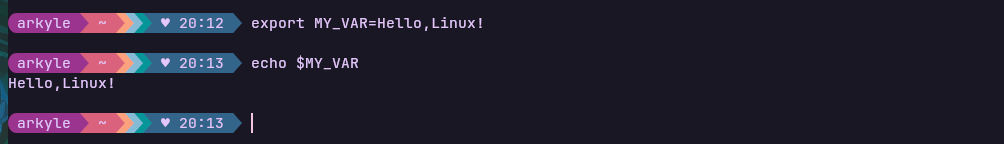 arkyle ~ ♥ 20:12 export MY_VAR=Hello,Linux!
arkyle ~ ♥ 20:13 echo $MY_VAR
Hello,Linux!
arkyle ~ ♥ 20:13